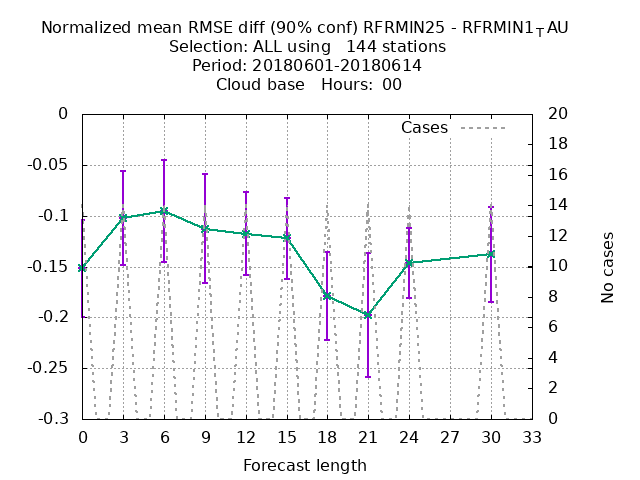 Normalized mean RMSE diff (90% conf) RFRMIN25 - RFRMIN1_TAU
Selection: ALL using   144 stations
Period: 20180601-20180614
Cloud base   Hours: 00
Cases
0
-0.05
-0.1
-0.15
-0.2
-0.25
-0.3
20
18
16
14
12
10
8
6
4
2
0
No cases
0 3 6 9 12 15 18 21 24 27 30 33
Forecast length